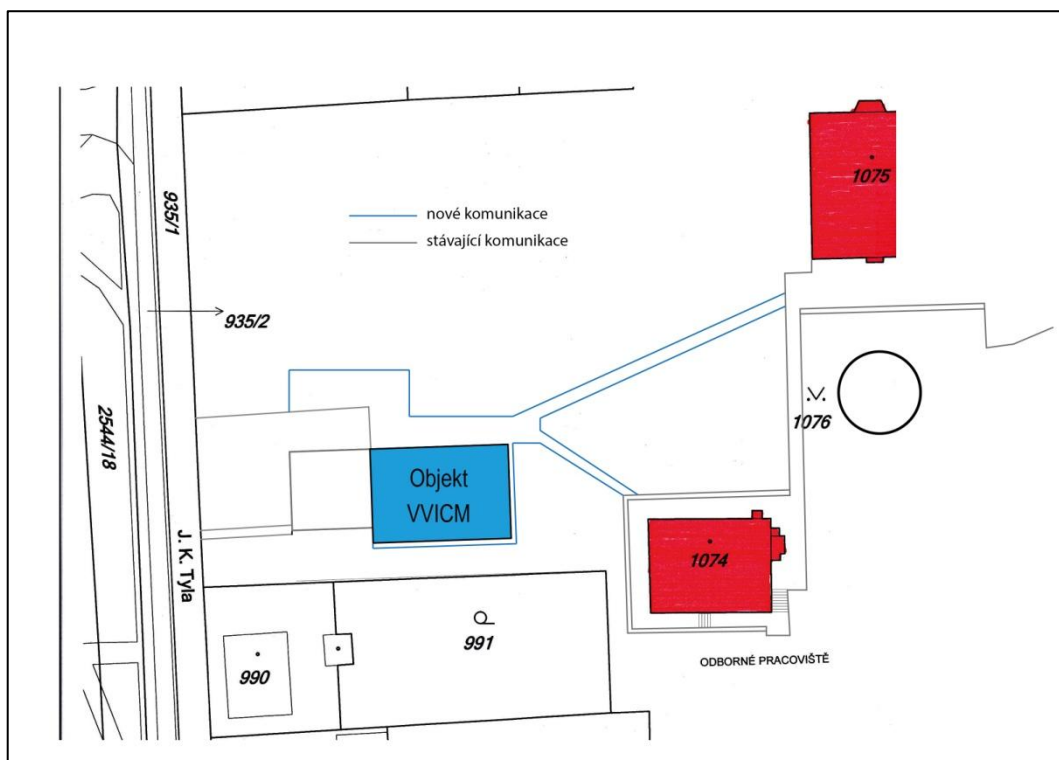 1075
935/1
nové komunikace
stávající komunikace
935/2
1076
2544/18
Objekt
VVICM
1074
J. K. Tyla
991
990
ODBORNÉ PRACOVIŠTĚ